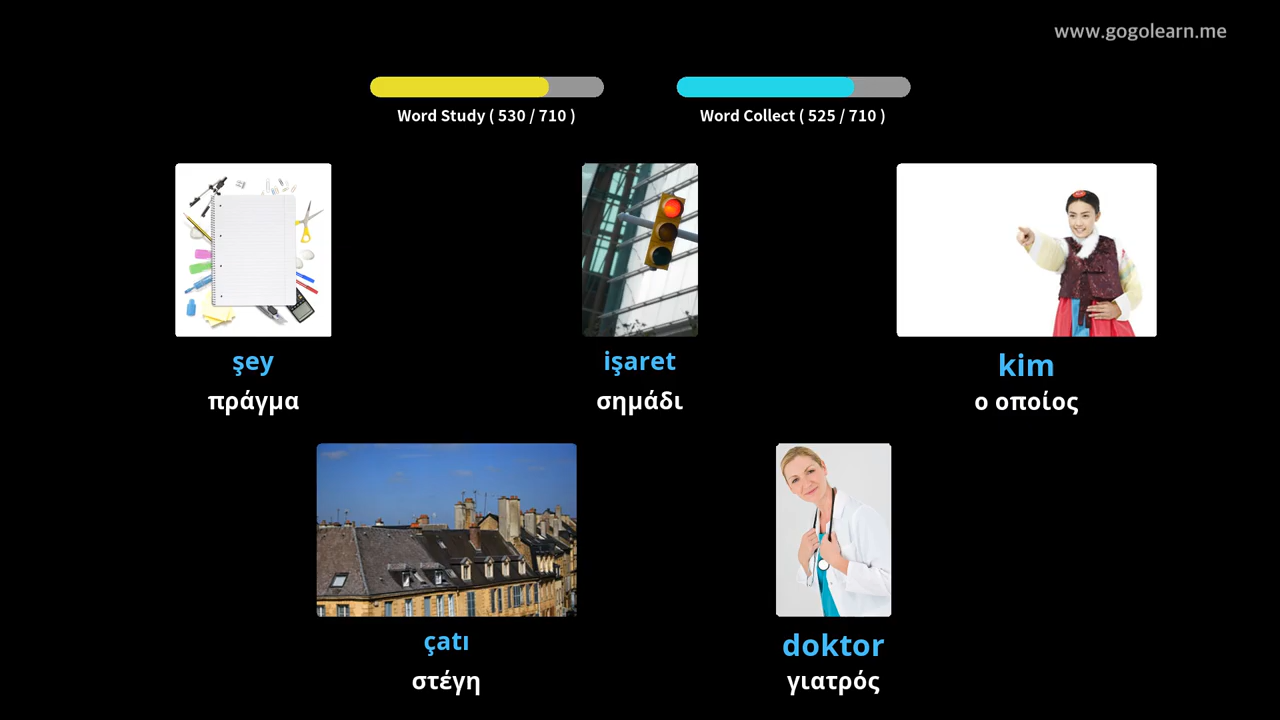 www.gogolearn.me
Word Study ( 530 / 710 )
Word Collect ( 525 / 710 )
şey
πράγμα
işaret
σημάδι
kim
ο οποίος
çatı
στέγη
doktor
γιατρός